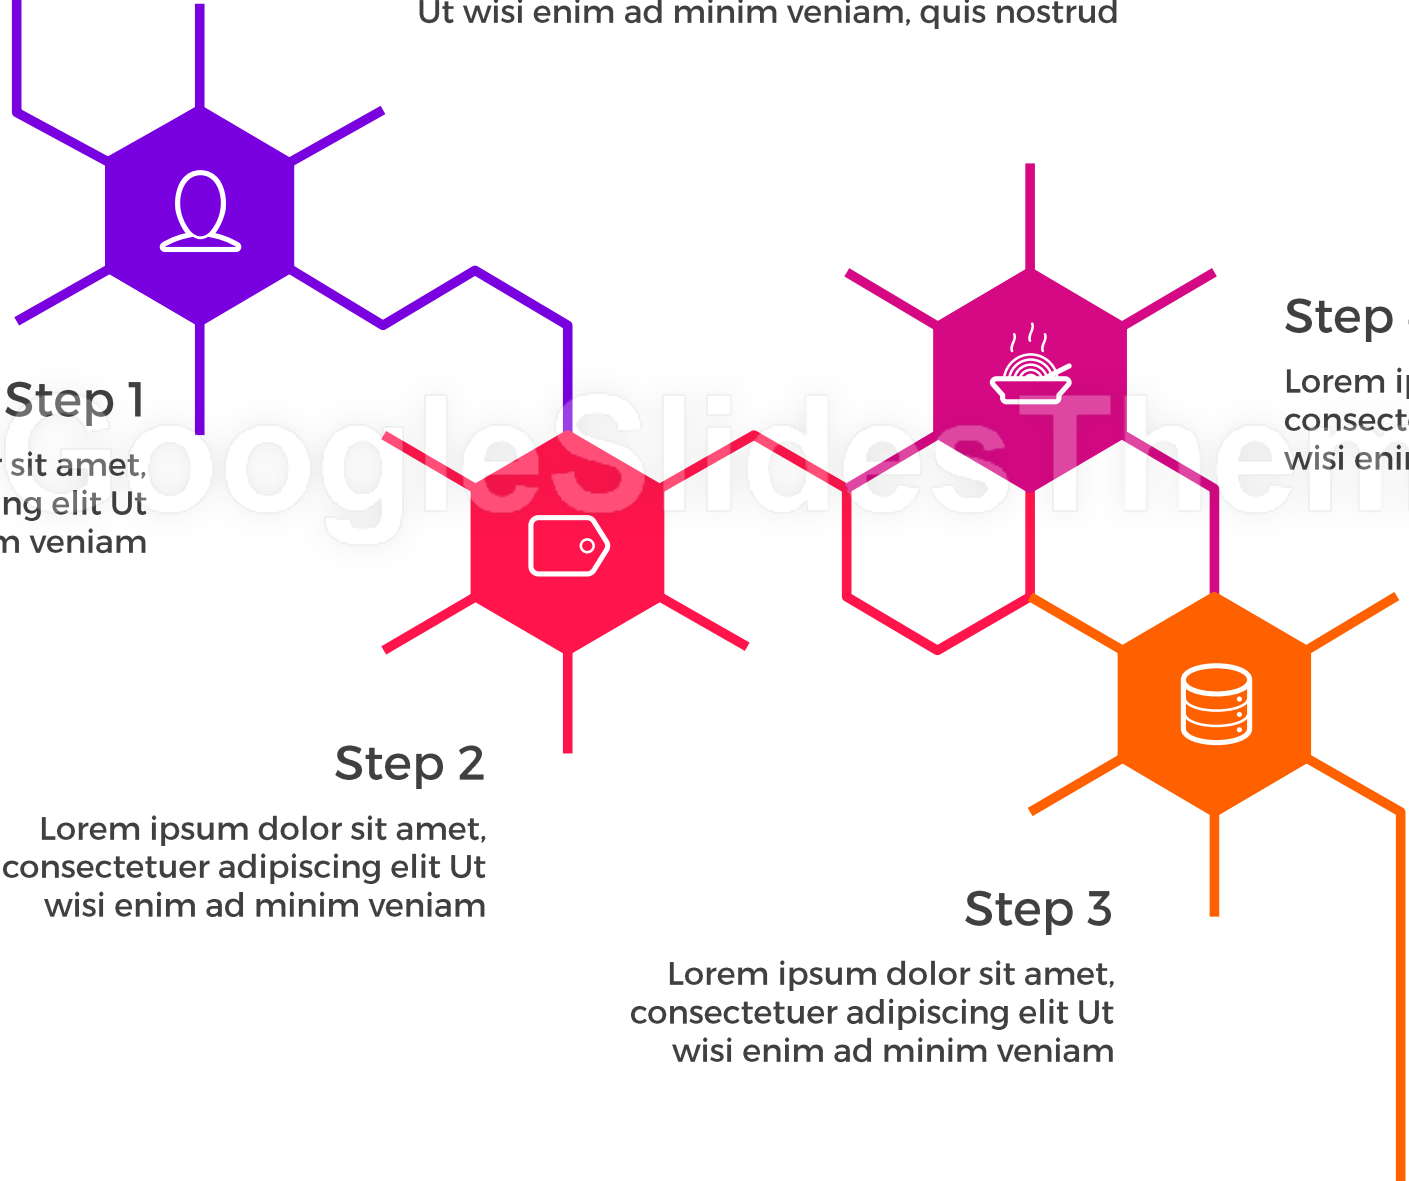 Ut wisi enim ad minim veniam, quis nostrud
Step 1
sit amet,
elit Ut
veniam
Step 2
Lorem ipsum dolor sit amet,
consectetuer adipiscing elit Ut
wisi enim ad minim veniam
Step 3
Lorem ipsum dolor sit amet,
consectetuer adipiscing elit Ut
wisi enim ad minim veniam
Step
Lorem
wisi
GoogleSlidesThem